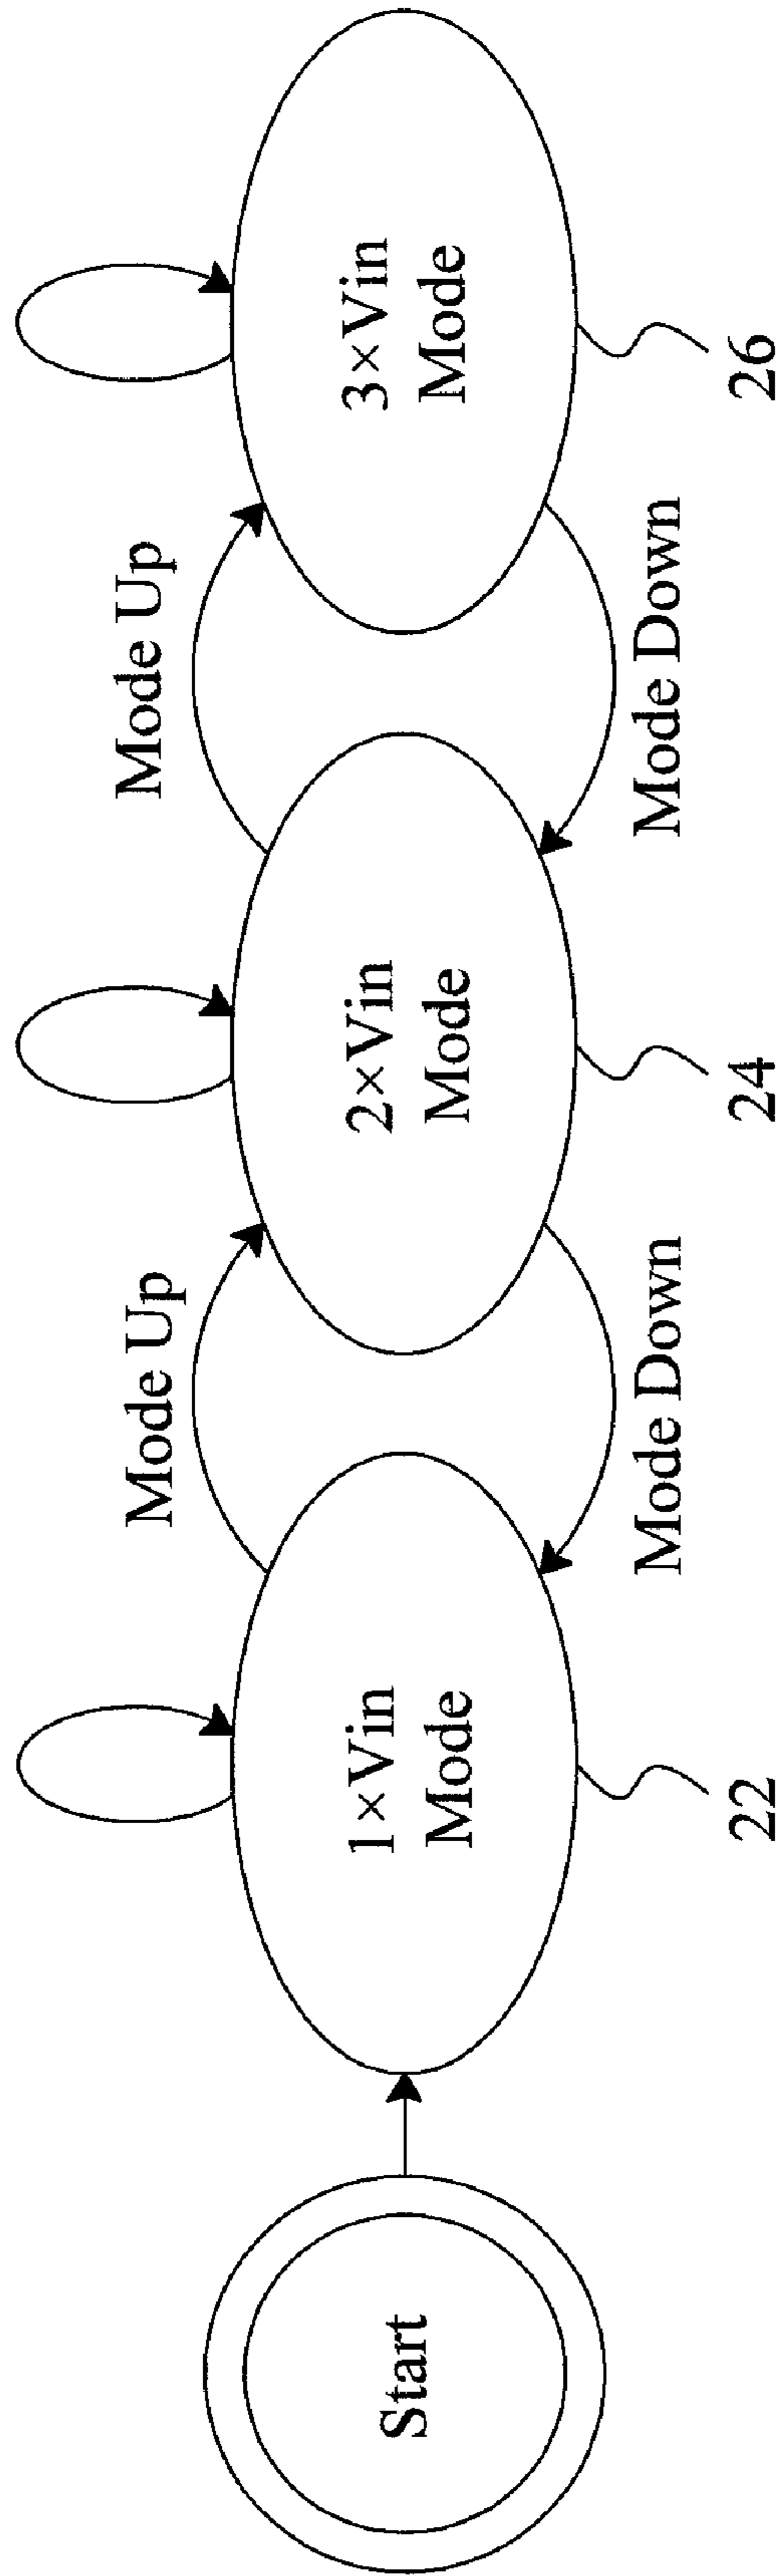 Mode Up
Mode Up
Start
1×Vin
Mode
2×Vin
Mode
3×Vin
Mode
Mode Down
Mode Down
22
24
26